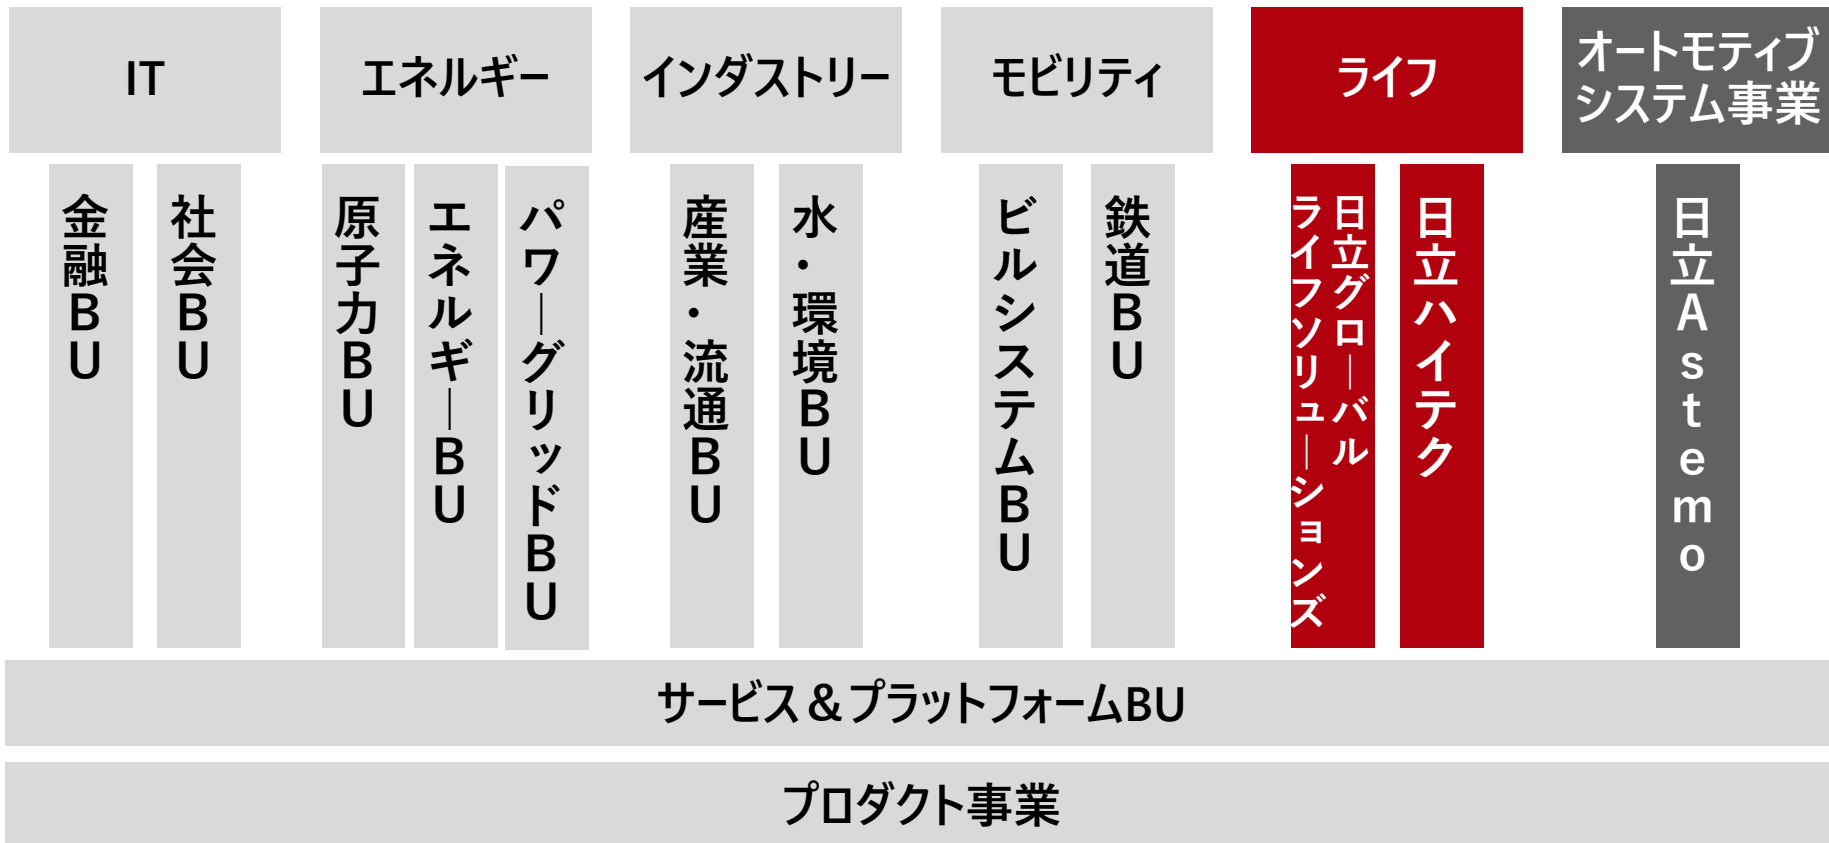 IT
エネルギー
インダストリー
モビリティ
ライフ
オートモティブ
システム事業
金融BU
社会BU
原子力BU
エネルギーBU
パワーグリッドBU
産業・流通BU
水・環境BU
ビルシステムBU
鉄道BU
日立グローバル
ライフソリューションズ
日立ハイテク
日立Astemo
サービス＆プラットフォームBU
プロダクト事業